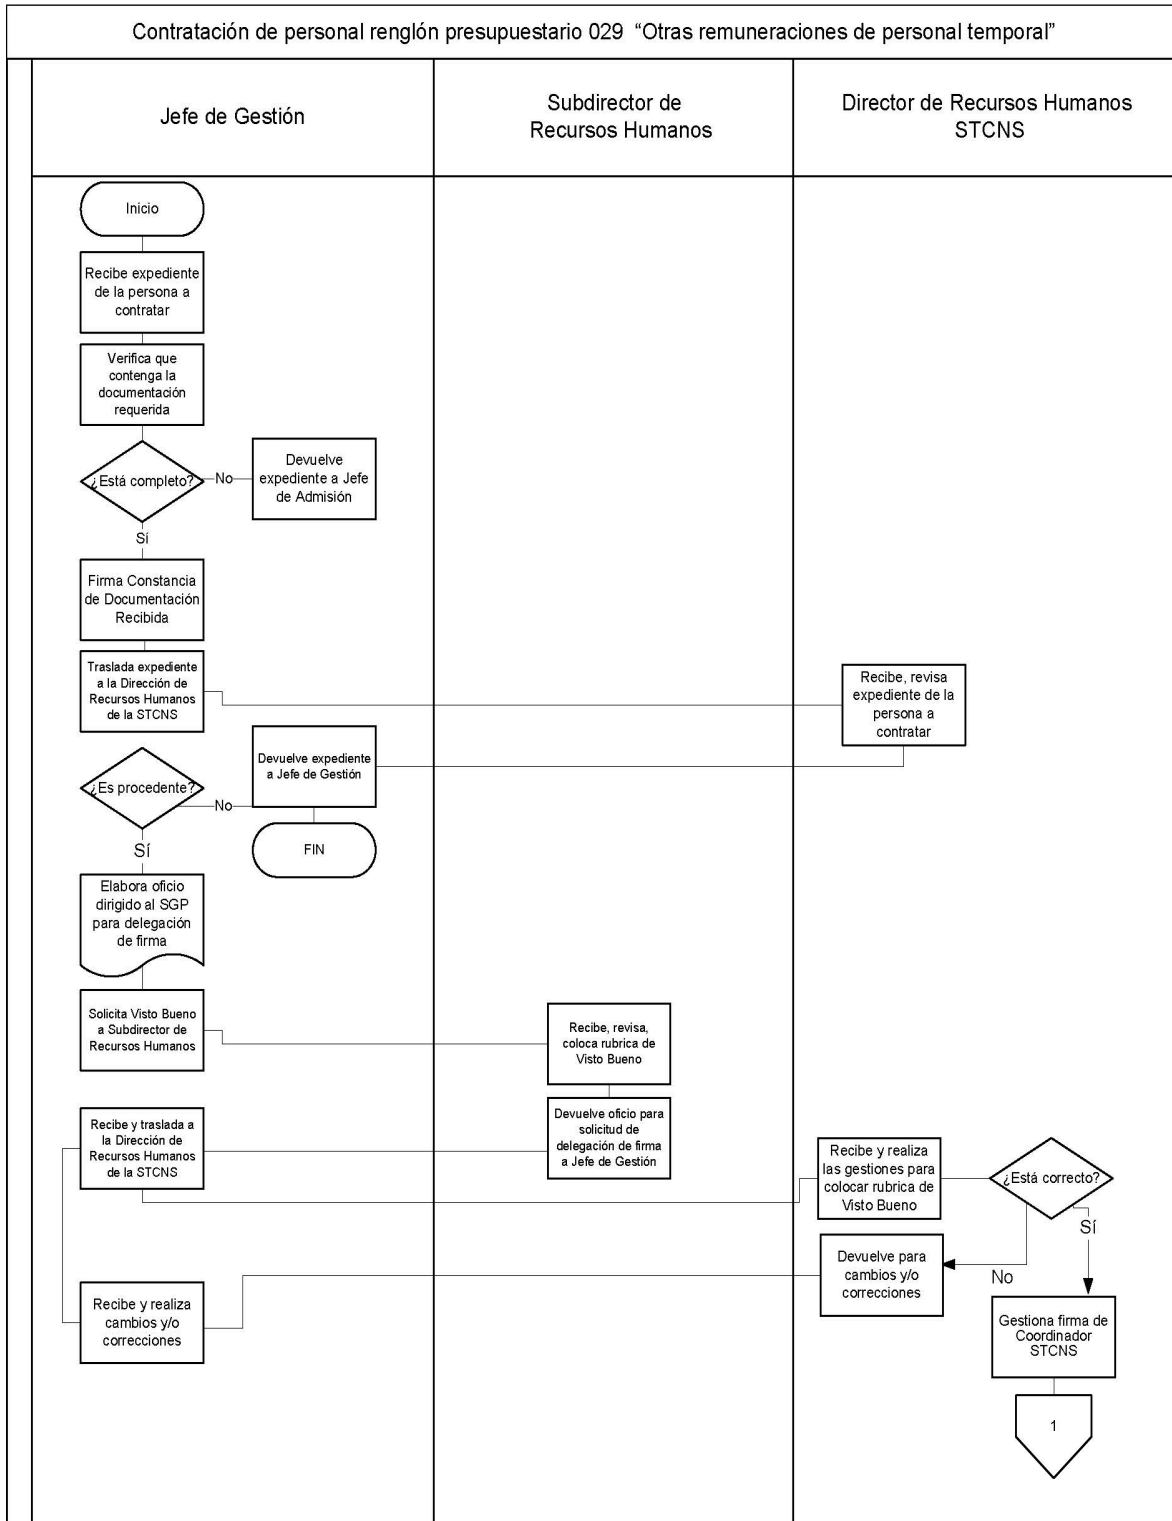 Contratación de personal renglón presupuestario 029 “Otras remuneraciones de personal temporal”
Jefe de Gestión
Subdirector de
Recursos Humanos
Director de Recursos Humanos
STCNS
Inicio
Recibe expediente
de la persona a
contratar
Verifica que
contenga la
documentación
requerida
¿Está completo?
No
Devuelve
expediente a Jefe
de Admisión
Sí
Firma Constancia
de Documentación
Recibida
Traslada expediente
a la Dirección de
Recursos Humanos
de la STCNS
Recibe, revisa
expediente de la
persona a
contratar
Devuelve expediente
a Jefe de Gestión
¿Es procedente?
No
FIN
Sí
Elabora oficio
dirigido al SGP
para delegación
de firma
Solicita Visto Bueno
a Subdirector de
Recursos Humanos
Recibe, revisa,
coloca rubrica de
Visto Bueno
Devuelve oficio para
solicitud de
delegación de firma
a Jefe de Gestión
Recibe y traslada a
la Dirección de
Recursos Humanos
de la STCNS
Recibe y realiza
las gestiones para
colocar rubrica de
Visto Bueno
¿Está correcto?
Sí
No
Devuelve para
cambios y/o
correcciones
Recibe y realiza
cambios y/o
correcciones
Gestiona firma de
Coordinador
STCNS
1